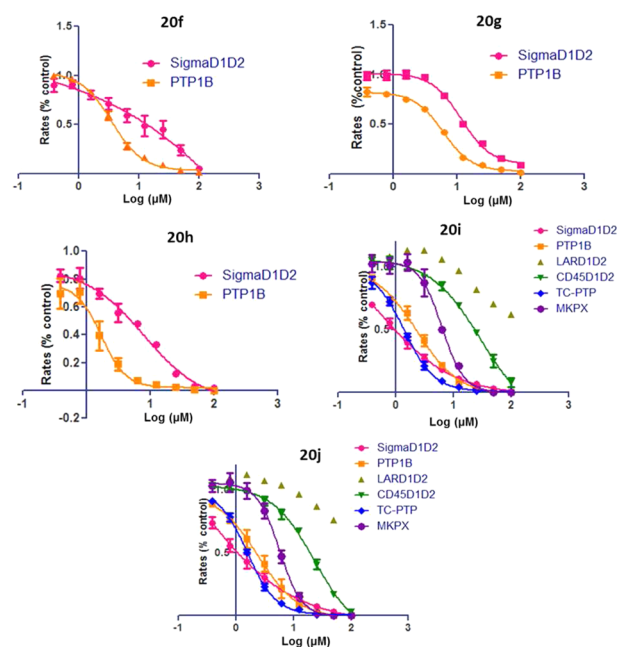 20f
1.5
1.0
0.5
Rates (% control)
SigmaD1D2
PTP1B
-1 0 1 2 3
Log (µM)
20g
1.5
1.0
0.5
Rates (%control)
SigmaD1D2
PTP1B
-1 0 1 2 3
Log (µM)
20h
1.0
0.8
0.6
0.4
0.2
0.0
-0.2
Rates (% control)
SigmaD1D2
PTP1B
-1 1 2 3
Log (µM)
20i
0.5
Rates (% control)
SigmaD1D2
PTP1B
LARD1D2
CD45D1D2
TC-PTP
MKPX
-1 0 1 2 3
Log (µM)
20j
0.5
Rates (% control)
SigmaD1D2
PTP1B
LARD1D2
CD45D1D2
TC-PTP
MKPX
-1 0 1 2 3
Log (µM)